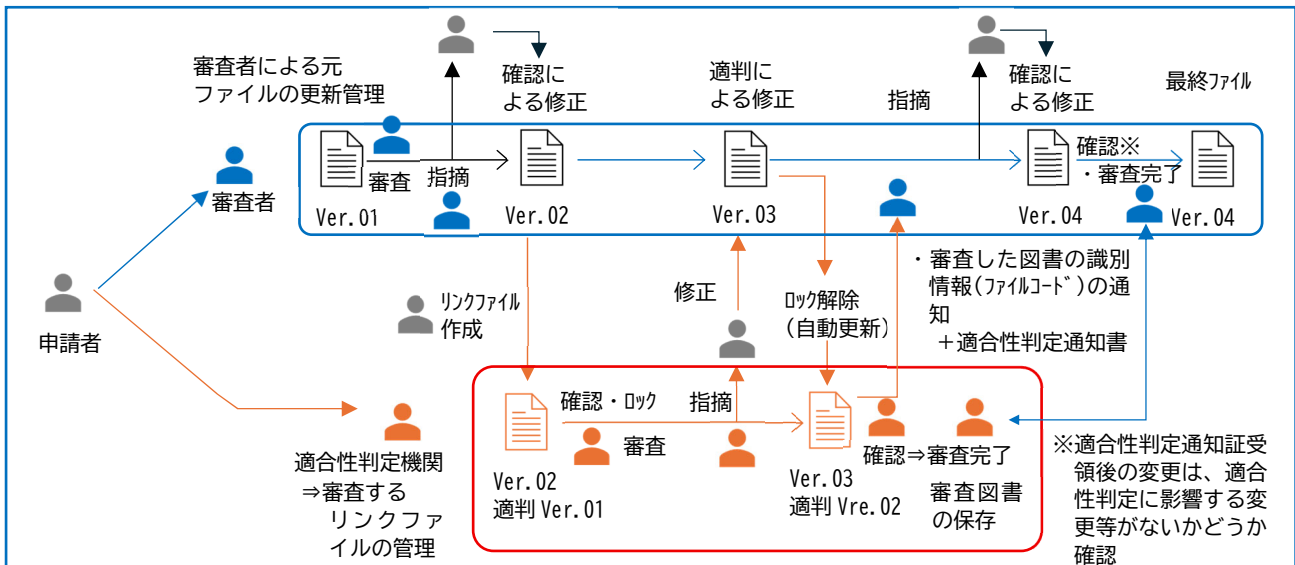 審査者による元
ファイルの更新管理
確認に
よる修正
適判に
よる修正
指摘
確認に
よる修正
最終ファイル
審査
指摘
確認※
・審査完了
Ver.01
Ver.02
Ver.03
Ver.04
Ver.04
審査者
申請者
リンクファイル
作成
修正
ロック解除
(自動更新)
・審査した図書の識別
情報(ファイルコード)の通
知
+適合性判定通知書
適合性判定機関
⇒審査する
リンクファ
イルの管理
確認・ロック
指摘
審査
Ver.02
適判 Ver.01
Ver.03
適判 Vre.02
確認⇒審査完了
審査図書
の保存
※適合性判定通知証受
領後の変更は、適合
性判定に影響する変
更等がないかどうか
確認